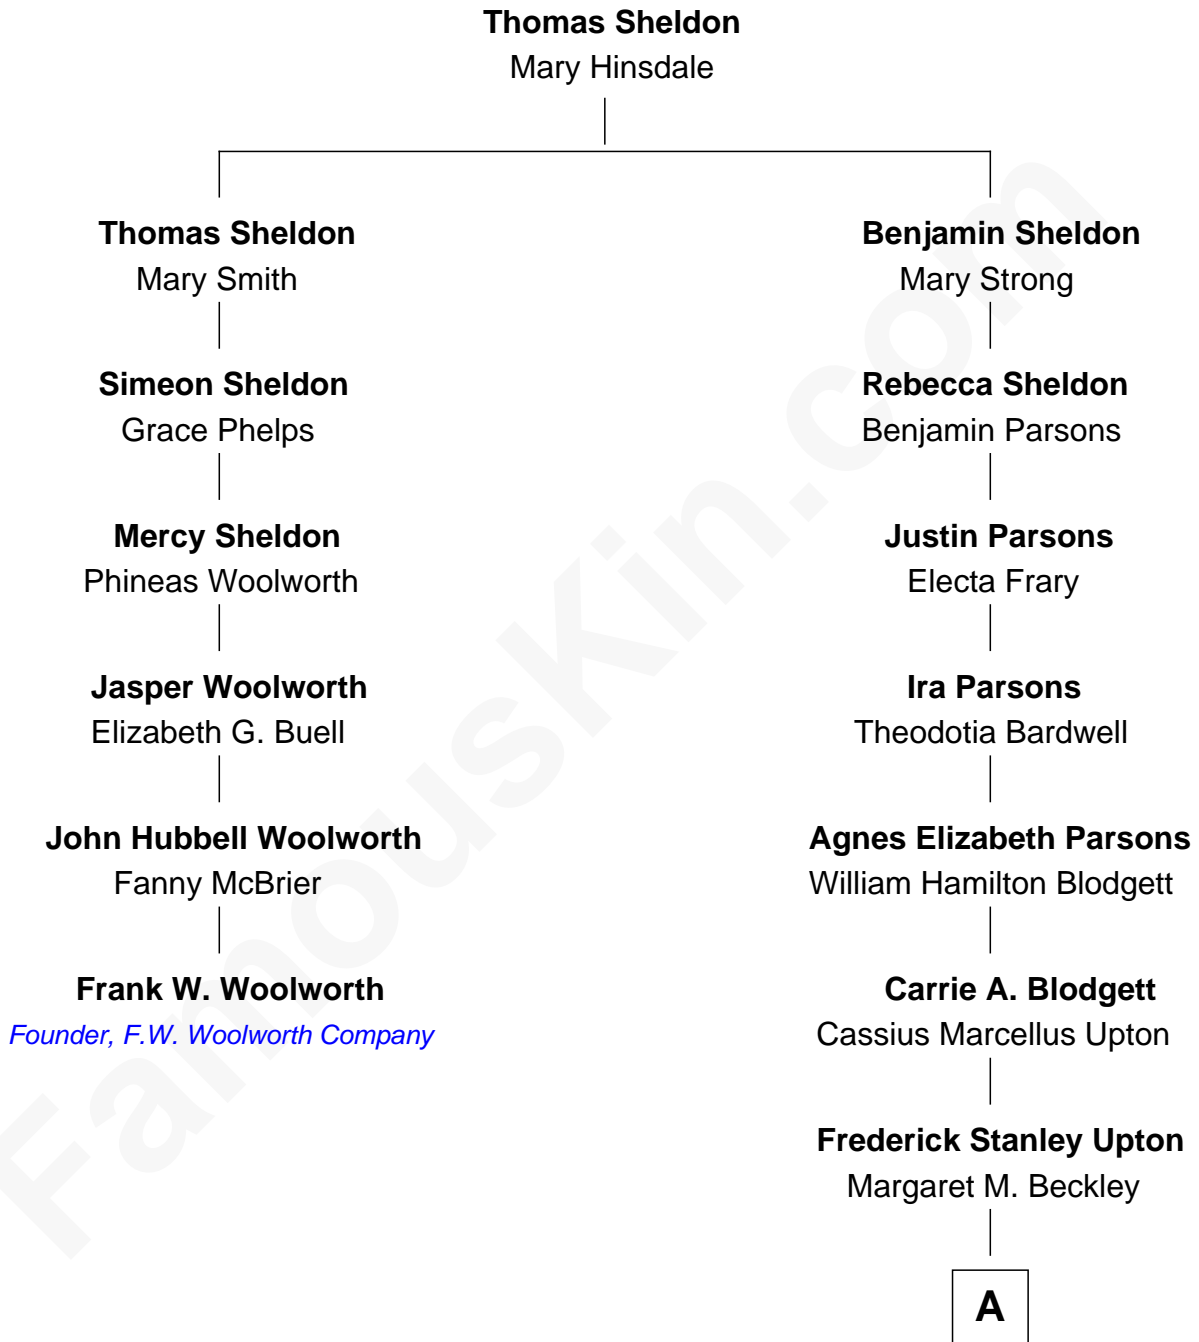 Thomas Sheldon
Mary Hinsdale
Thomas Sheldon
Mary Smith
Benjamin Sheldon
Mary Strong
Simeon Sheldon
Grace Phelps
Rebecca Sheldon
Benjamin Parsons
Mercy Sheldon
Phineas Woolworth
Justin Parsons
Electa Frary
Jasper Woolworth
Elizabeth G. Buell
Ira Parsons
Theodotia Bardwell
John Hubbell Woolworth
Fanny McBrier
Agnes Elizabeth Parsons
William Hamilton Blodgett
Frank W. Woolworth
Founder, F.W. Woolworth Company
Carrie A. Blodgett
Cassius Marcellus Upton
Frederick Stanley Upton
Margaret M. Beckley
A
FamousKin.com